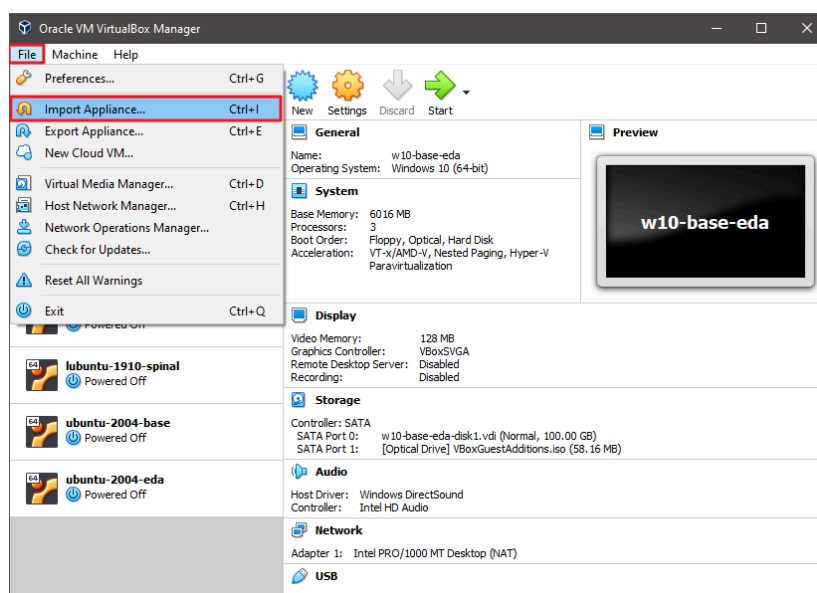 Oracle VM VirtualBox Manager
File Machine Help
Preferences... Ctrl+G
Import Appliance... Ctrl+I
Export Appliance... Ctrl+E
New Cloud VM...
Virtual Media Manager... Ctrl+D
Host Network Manager... Ctrl+H
Network Operations Manager...
Check for Updates...
Reset All Warnings
Exit Ctrl+Q
Powered Off
64
lubuntu-1910-spinal
Powered Off
64
ubuntu-2004-base
Powered Off
64
ubuntu-2004-eda
Powered Off
New Settings Discard Start
General
Name: w10-base-eda
Operating System: Windows 10 (64-bit)
System
Base Memory: 6016 MB
Processors: 3
Boot Order: Floppy, Optical, Hard Disk
Acceleration: VT-x/AMD-V, Nested Paging, Hyper-V
Paravirtualization
Preview
w10-base-eda
Display
Video Memory: 128 MB
Graphics Controller: VBoxSVGA
Remote Desktop Server: Disabled
Recording: Disabled
Storage
Controller: SATA
SATA Port 0: w10-base-eda-disk1.vdi (Normal, 100.00 GB)
SATA Port 1: [Optical Drive] VBoxGuestAdditions.iso (58.16 MB)
Audio
Host Driver: Windows DirectSound
Controller: Intel HD Audio
Network
Adapter 1: Intel PRO/1000 MT Desktop (NAT)
USB